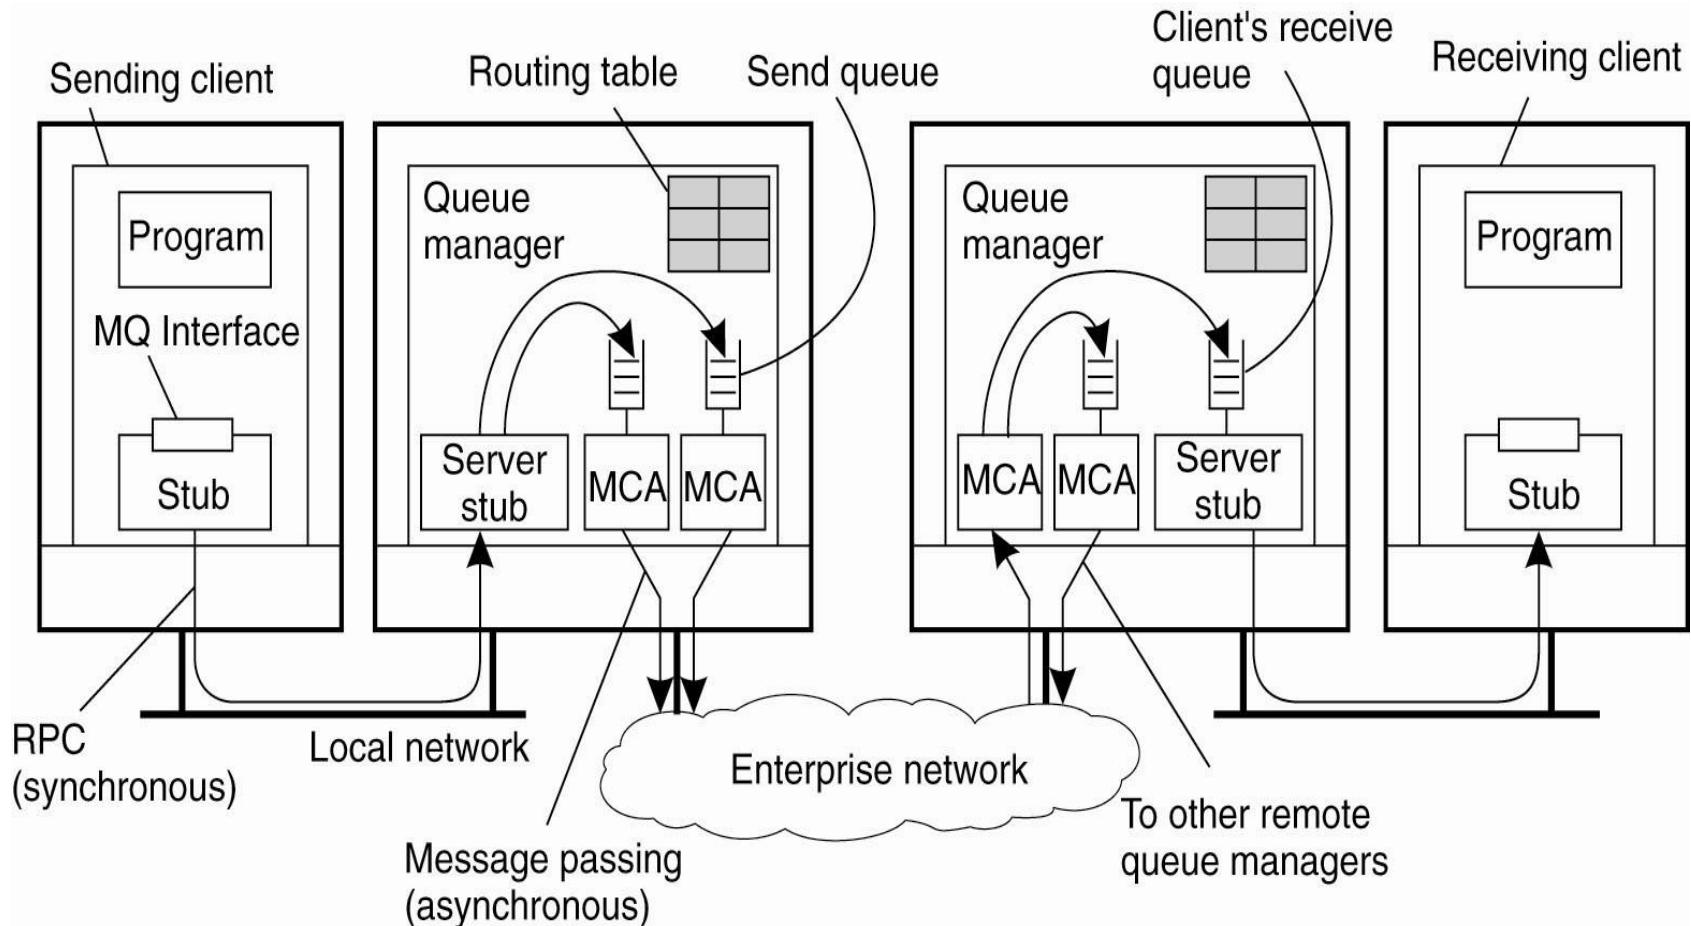 Sending client
Routing table
Send queue
Client's receive
queue
Receiving client
Program
MQ Interface
Stub
Queue
manager
Server
stub
MCA
MCA
Queue
manager
MCA
MCA
Server
stub
Program
Stub
RPC
(synchronous)
Local network
Message passing
(asynchronous)
Enterprise network
To other remote
queue managers